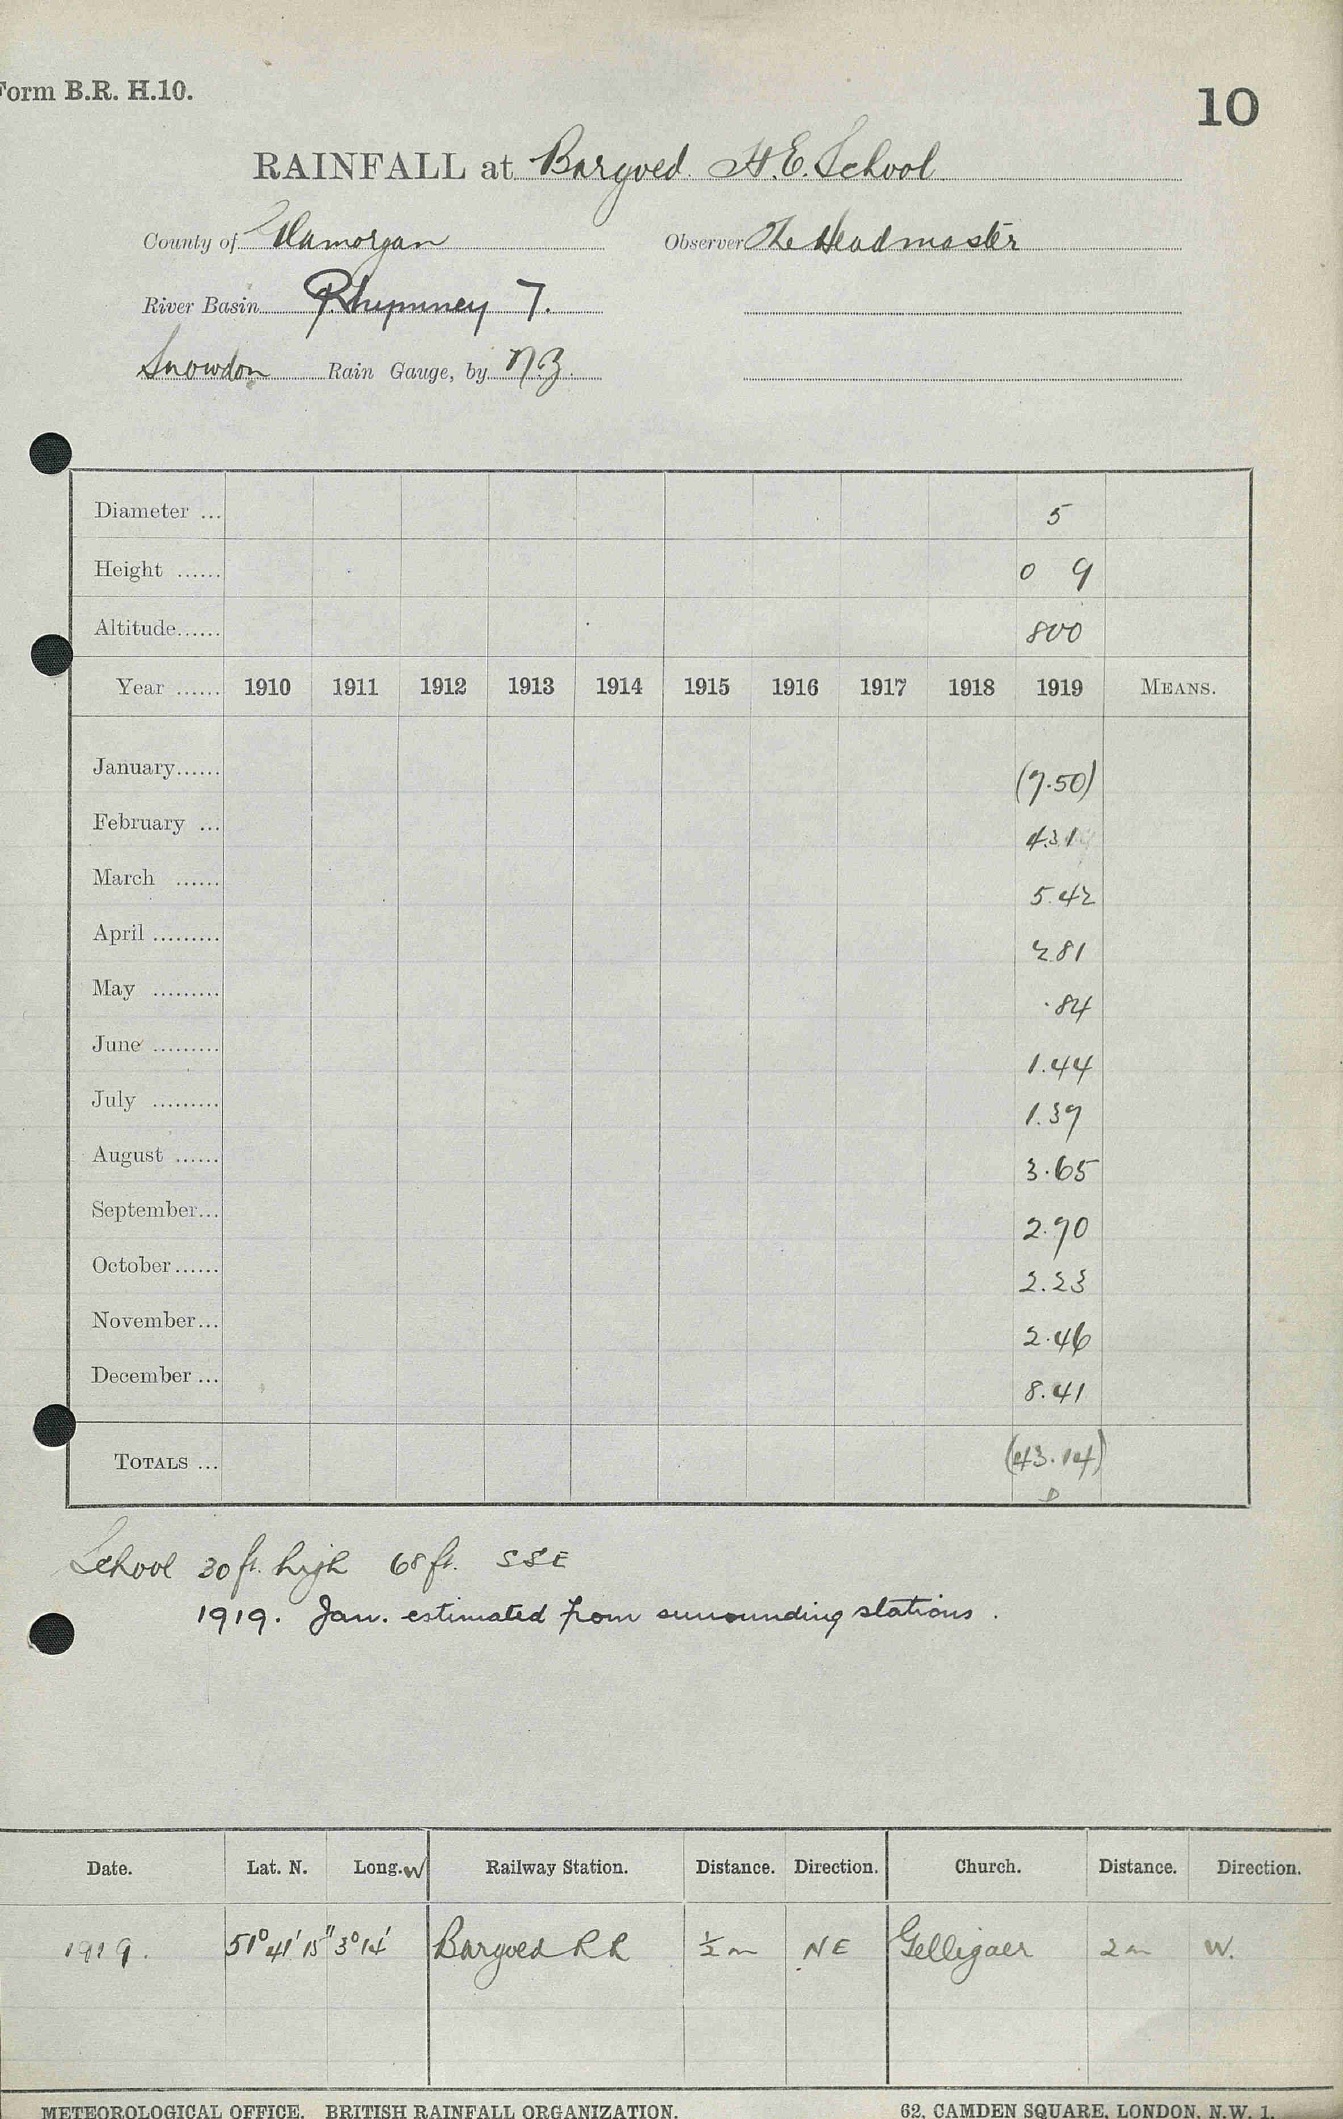 Form B.R. H.10.
10
RAINFALL at Bargoed H.E. School
County of Glamorgan Observer The Headmaster
River Basin Rhymney 7.
Snowdon Rain Gauge, by N.Z.
Diameter ... 5
Height ...... 0 9
Altitude...... 800
Year ...... 1910 1911 1912 1913 1914 1915 1916 1917 1918 1919 MEANS.
January...... (7.50)
February ... 4.31
March ...... 5.42
April ......... 2.81
May ......... .84
June ......... 1.44
July ......... 1.37
August ...... 3.65
September... 2.70
October...... 2.23
November... 2.46
December ... 8.41
TOTALS ... (43.14)
D
School 30 ft. high 68 ft. SSE
1919. Jan. estimated from surrounding stations.
Date. Lat. N. Long. W Railway Station. Distance. Direction. Church. Distance. Direction.
1919. 51° 41' 15" 3° 14' Bargoed R R ½ m NE Gelligaer 2 m W.
METEOROLOGICAL OFFICE. BRITISH RAINFALL ORGANIZATION. 62, CAMDEN SQUARE, LONDON, N.W. 1.